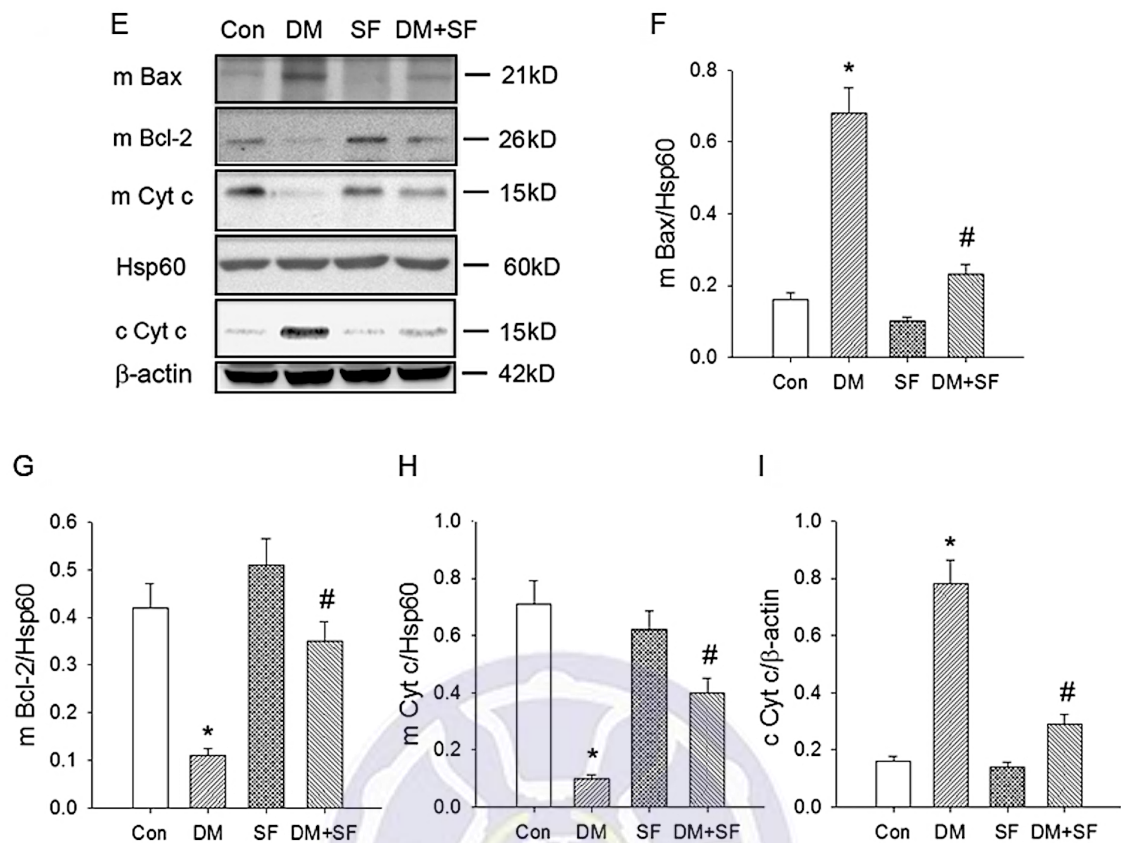 E
Con DM SF DM+SF
m Bax 21kD
m Bcl-2 26kD
m Cyt c 15kD
Hsp60 60kD
c Cyt c 15kD
β-actin 42kD
F
m Bax/Hsp60
0.8
0.6
0.4
0.2
0.0
*
#
Con DM SF DM+SF
G
m Bcl-2/Hsp60
0.6
0.5
0.4
0.3
0.2
0.1
0.0
*
#
Con DM SF DM+SF
H
m Cyt c/Hsp60
1.0
0.8
0.6
0.4
0.2
0.0
*
#
Con DM SF DM+SF
I
c Cyt c/β-actin
1.0
0.8
0.6
0.4
0.2
0.0
*
#
Con DM SF DM+SF